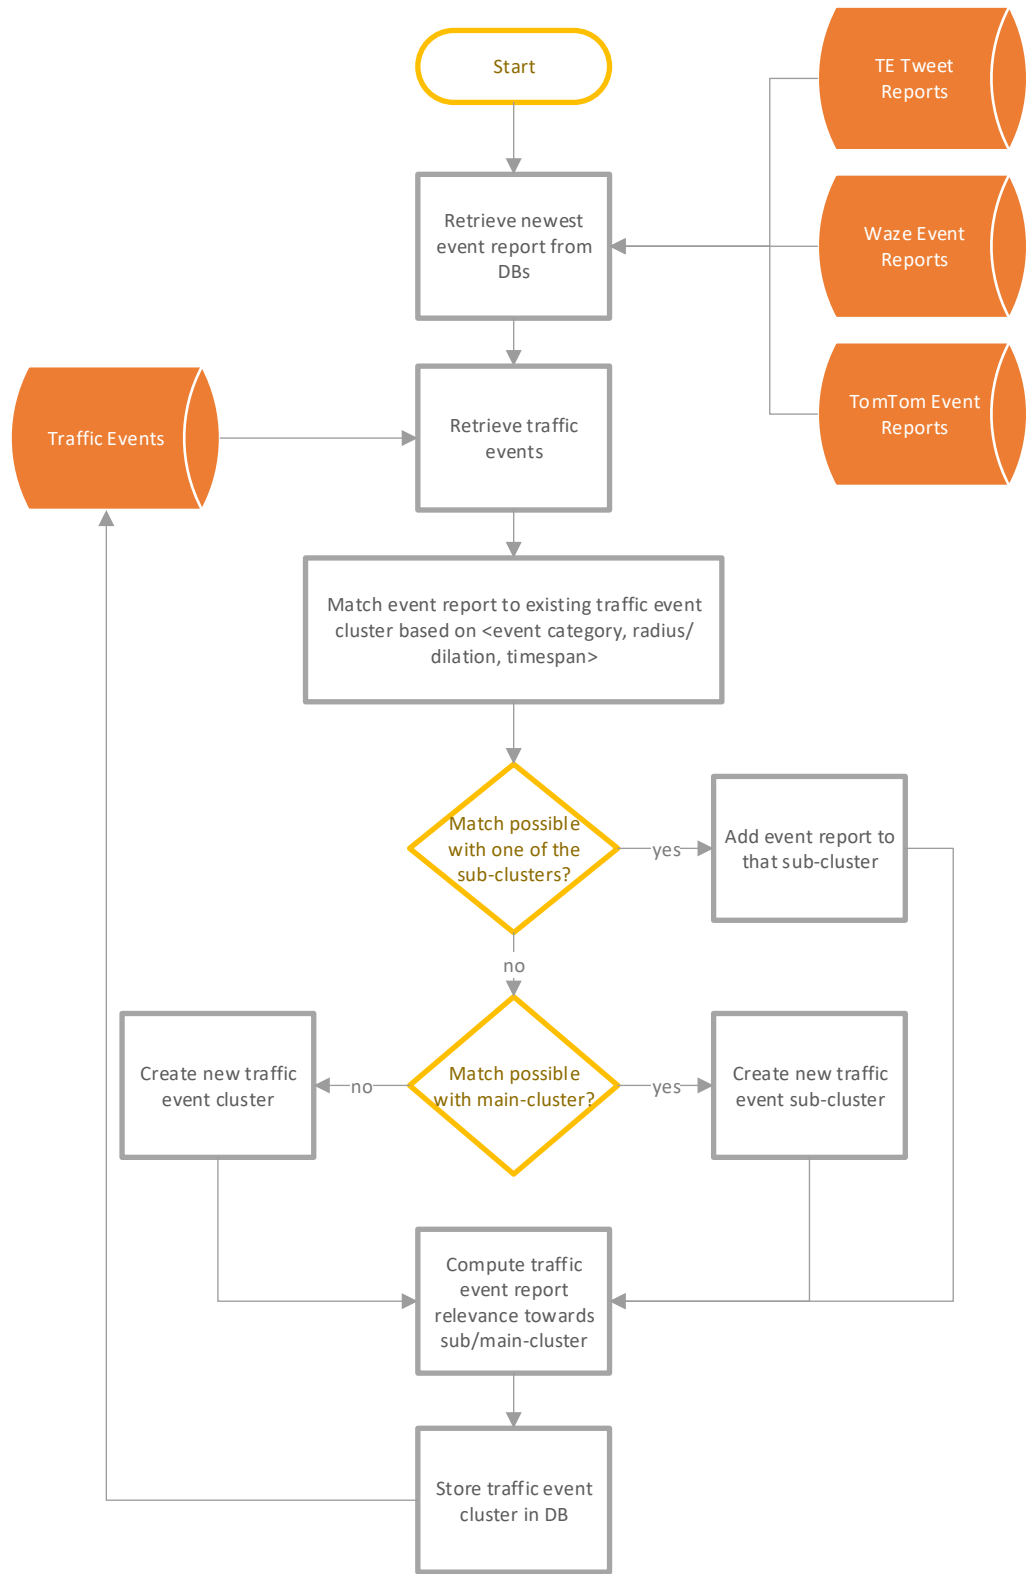 Start
TE Tweet
Reports
Retrieve newest
event report from
DBs
Waze Event
Reports
TomTom Event
Reports
Traffic Events
Retrieve traffic
events
Match event report to existing traffic event
cluster based on <event category, radius/
dilation, timespan>
Match possible
with one of the
sub-clusters?
yes
Add event report to
that sub-cluster
no
Create new traffic
event cluster
no
Match possible
with main-cluster?
yes
Create new traffic
event sub-cluster
Compute traffic
event report
relevance towards
sub/main-cluster
Store traffic event
cluster in DB